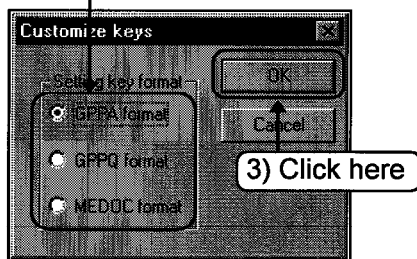 Customize keys
Setting key format
OK
GPPA format
Cancel
GPPQ format
3) Click here
MEDOC format